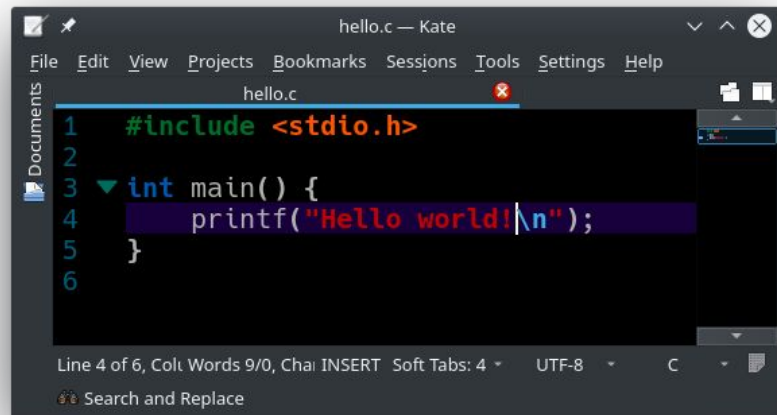 hello.c — Kate
File Edit View Projects Bookmarks Sessions Tools Settings Help
Documents
hello.c
1 #include <stdio.h>
2
3 int main() {
4     printf("Hello world!\n");
5 }
6
Line 4 of 6, Colu Words 9/0, Char INSERT Soft Tabs: 4 UTF-8 C
Search and Replace